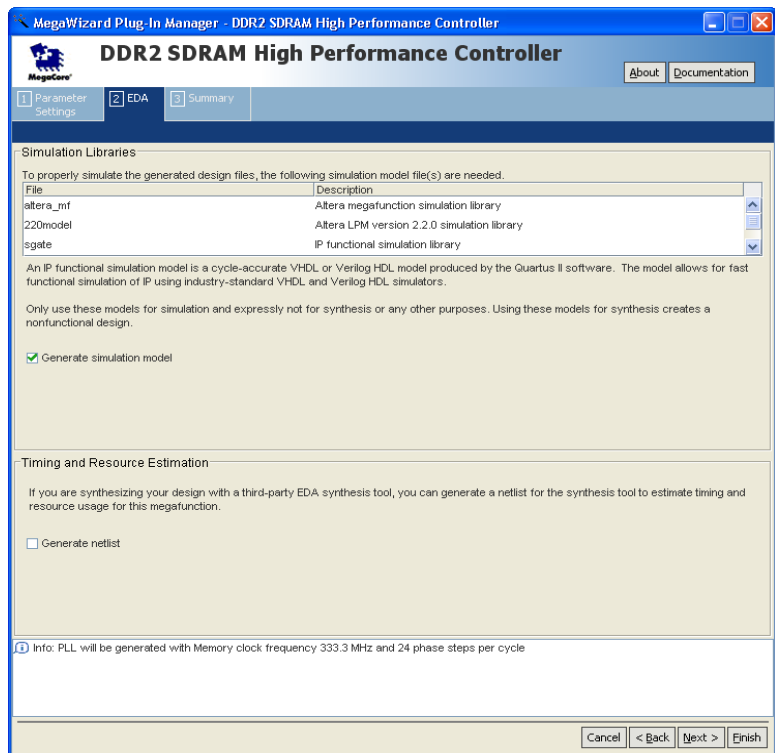 MegaWizard Plug-In Manager - DDR2 SDRAM High Performance Controller
DDR2 SDRAM High Performance Controller
MegaCore®
About Documentation
1 Parameter Settings
2 EDA
3 Summary
Simulation Libraries
To properly simulate the generated design files, the following simulation model file(s) are needed.
File Description
altera_mf Altera megafunction simulation library
220model Altera LPM version 2.2.0 simulation library
sgate IP functional simulation library
An IP functional simulation model is a cycle-accurate VHDL or Verilog HDL model produced by the Quartus II software. The model allows for fast
functional simulation of IP using industry-standard VHDL and Verilog HDL simulators.
Only use these models for simulation and expressly not for synthesis or any other purposes. Using these models for synthesis creates a
nonfunctional design.
Generate simulation model
Timing and Resource Estimation
If you are synthesizing your design with a third-party EDA synthesis tool, you can generate a netlist for the synthesis tool to estimate timing and
resource usage for this megafunction.
Generate netlist
Info: PLL will be generated with Memory clock frequency 333.3 MHz and 24 phase steps per cycle
Cancel < Back Next > Finish